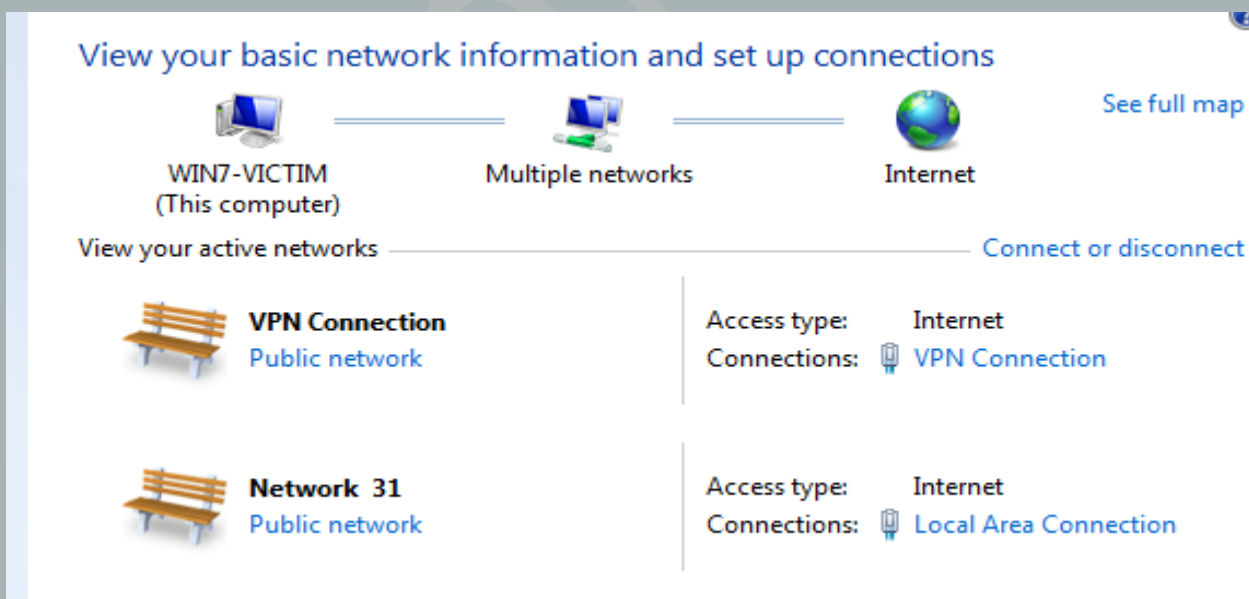 View your basic network information and set up connections
See full map
WIN7-VICTIM
(This computer)
Multiple networks
Internet
View your active networks
Connect or disconnect
VPN Connection
Public network
Access type: Internet
Connections: VPN Connection
Network 31
Public network
Access type: Internet
Connections: Local Area Connection